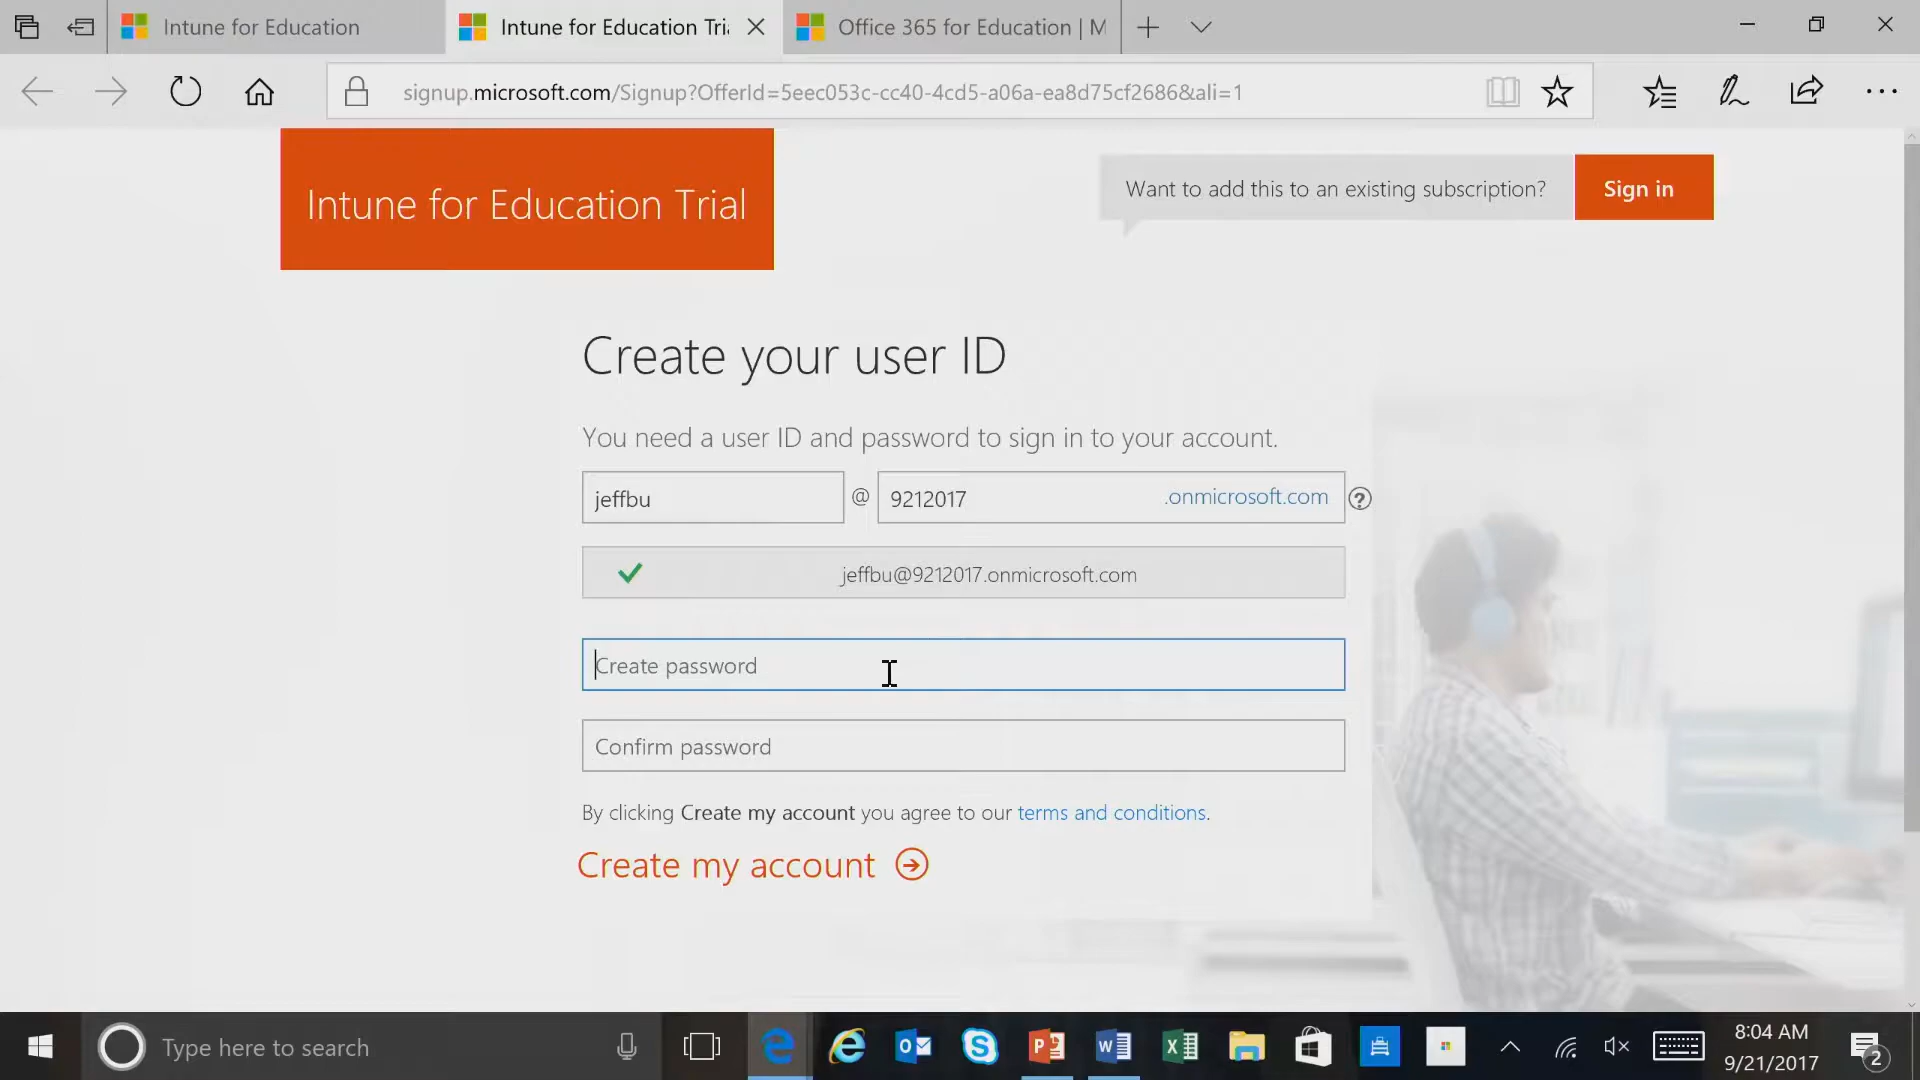 Intune for Education
Intune for Education Tri
Office 365 for Education | M
signup.microsoft.com/Signup?OfferId=5eec053c-cc40-4cd5-a06a-ea8d75cf2686&ali=1
Intune for Education Trial
Want to add this to an existing subscription?
Sign in
Create your user ID
You need a user ID and password to sign in to your account.
jeffbu @ 9212017 .onmicrosoft.com ?
jeffbu@9212017.onmicrosoft.com
Create password
Confirm password
By clicking Create my account you agree to our terms and conditions.
Create my account
Type here to search
8:04 AM
9/21/2017
2